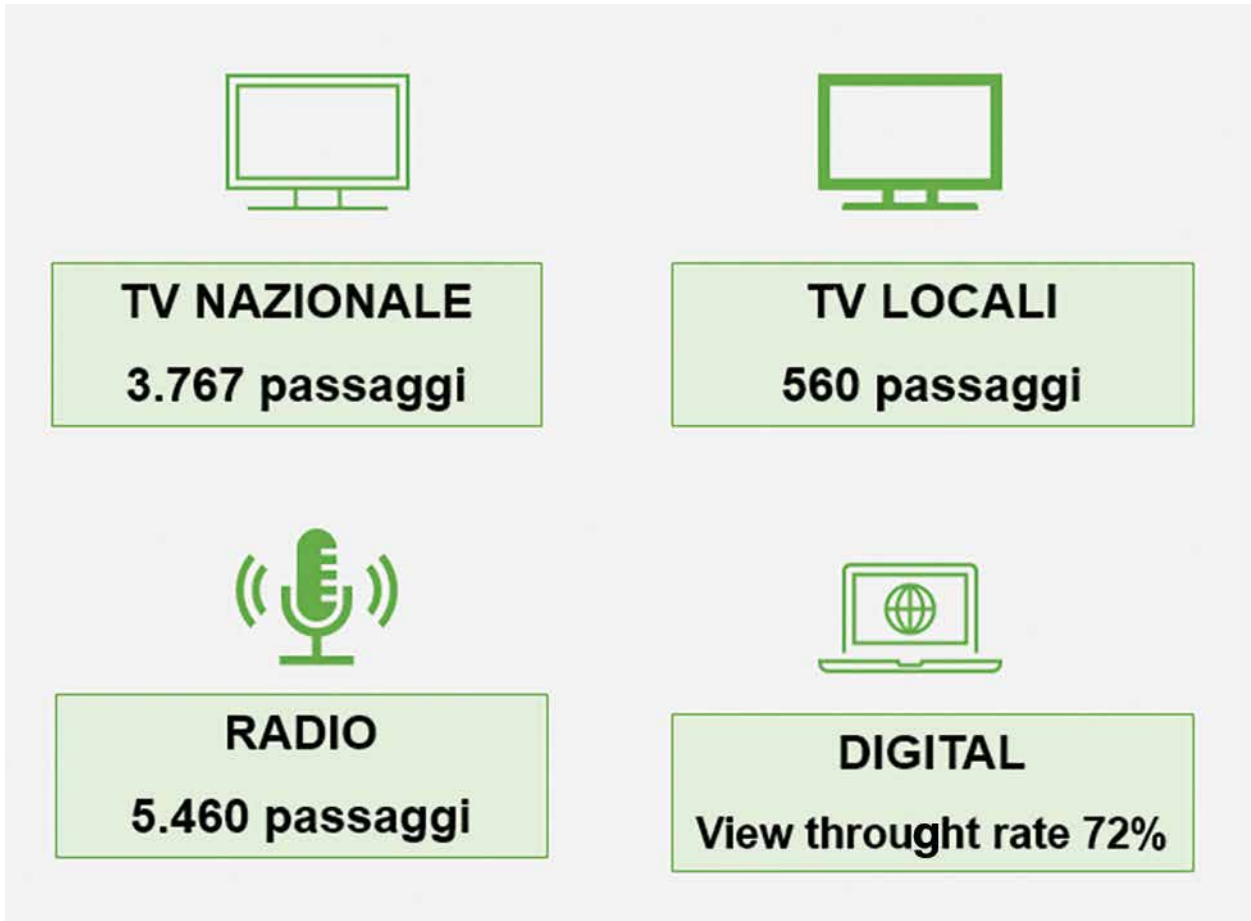 TV NAZIONALE
3.767 passaggi
TV LOCALI
560 passaggi
RADIO
5.460 passaggi
DIGITAL
View throught rate 72%